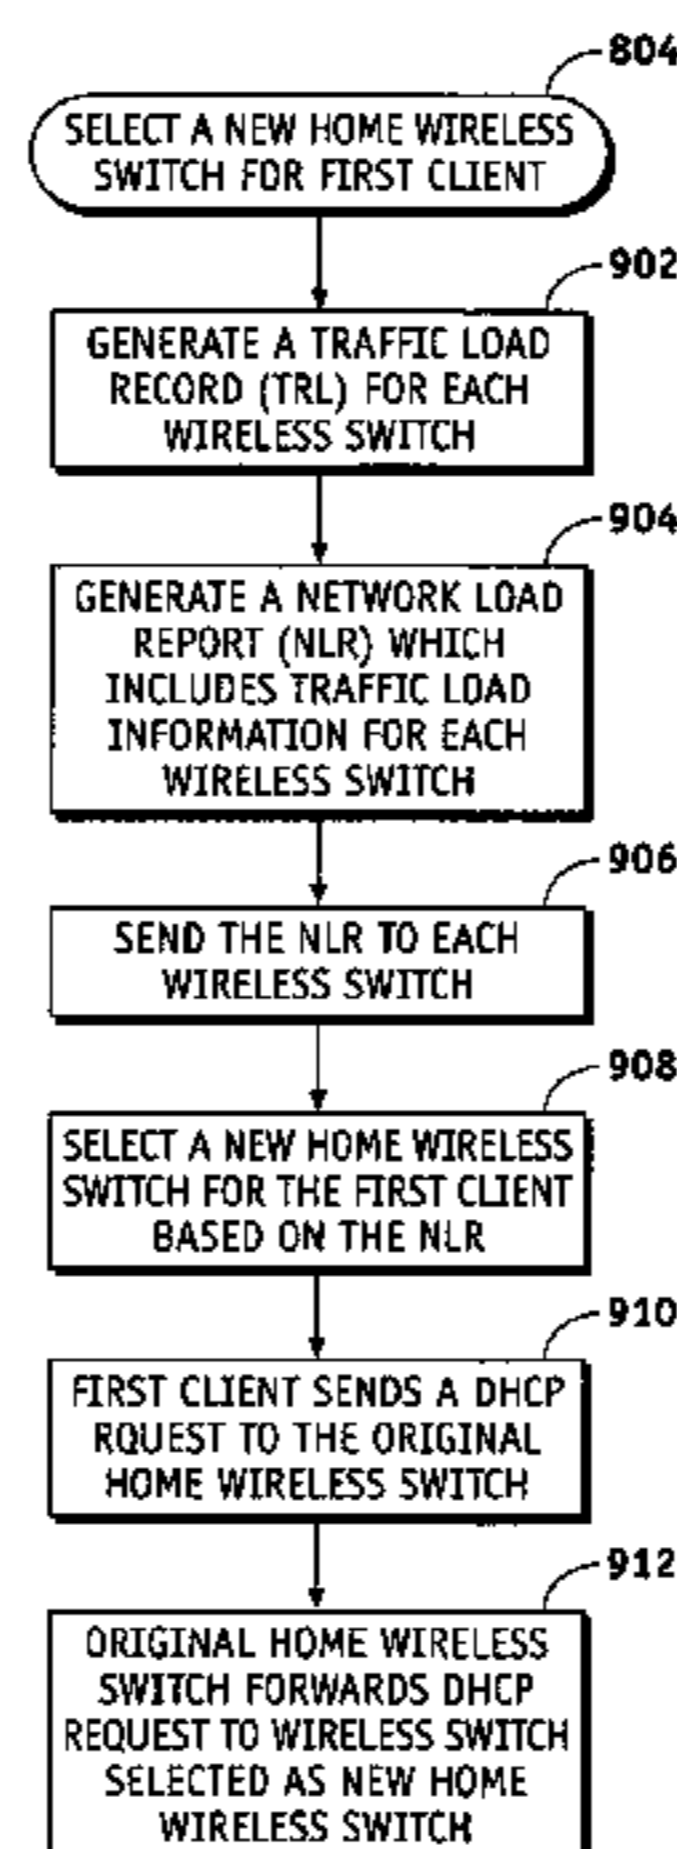 804
SELECT A NEW HOME WIRELESS
SWITCH FOR FIRST CLIENT
902
GENERATE A TRAFFIC LOAD
RECORD (TRL) FOR EACH
WIRELESS SWITCH
904
GENERATE A NETWORK LOAD
REPORT (NLR) WHICH
INCLUDES TRAFFIC LOAD
INFORMATION FOR EACH
WIRELESS SWITCH
906
SEND THE NLR TO EACH
WIRELESS SWITCH
908
SELECT A NEW HOME WIRELESS
SWITCH FOR THE FIRST CLIENT
BASED ON THE NLR
910
FIRST CLIENT SENDS A DHCP
RQUEST TO THE ORIGINAL
HOME WIRELESS SWITCH
912
ORIGINAL HOME WIRELESS
SWITCH FORWARDS DHCP
REQUEST TO WIRELESS SWITCH
SELECTED AS NEW HOME
WIRELESS SWITCH